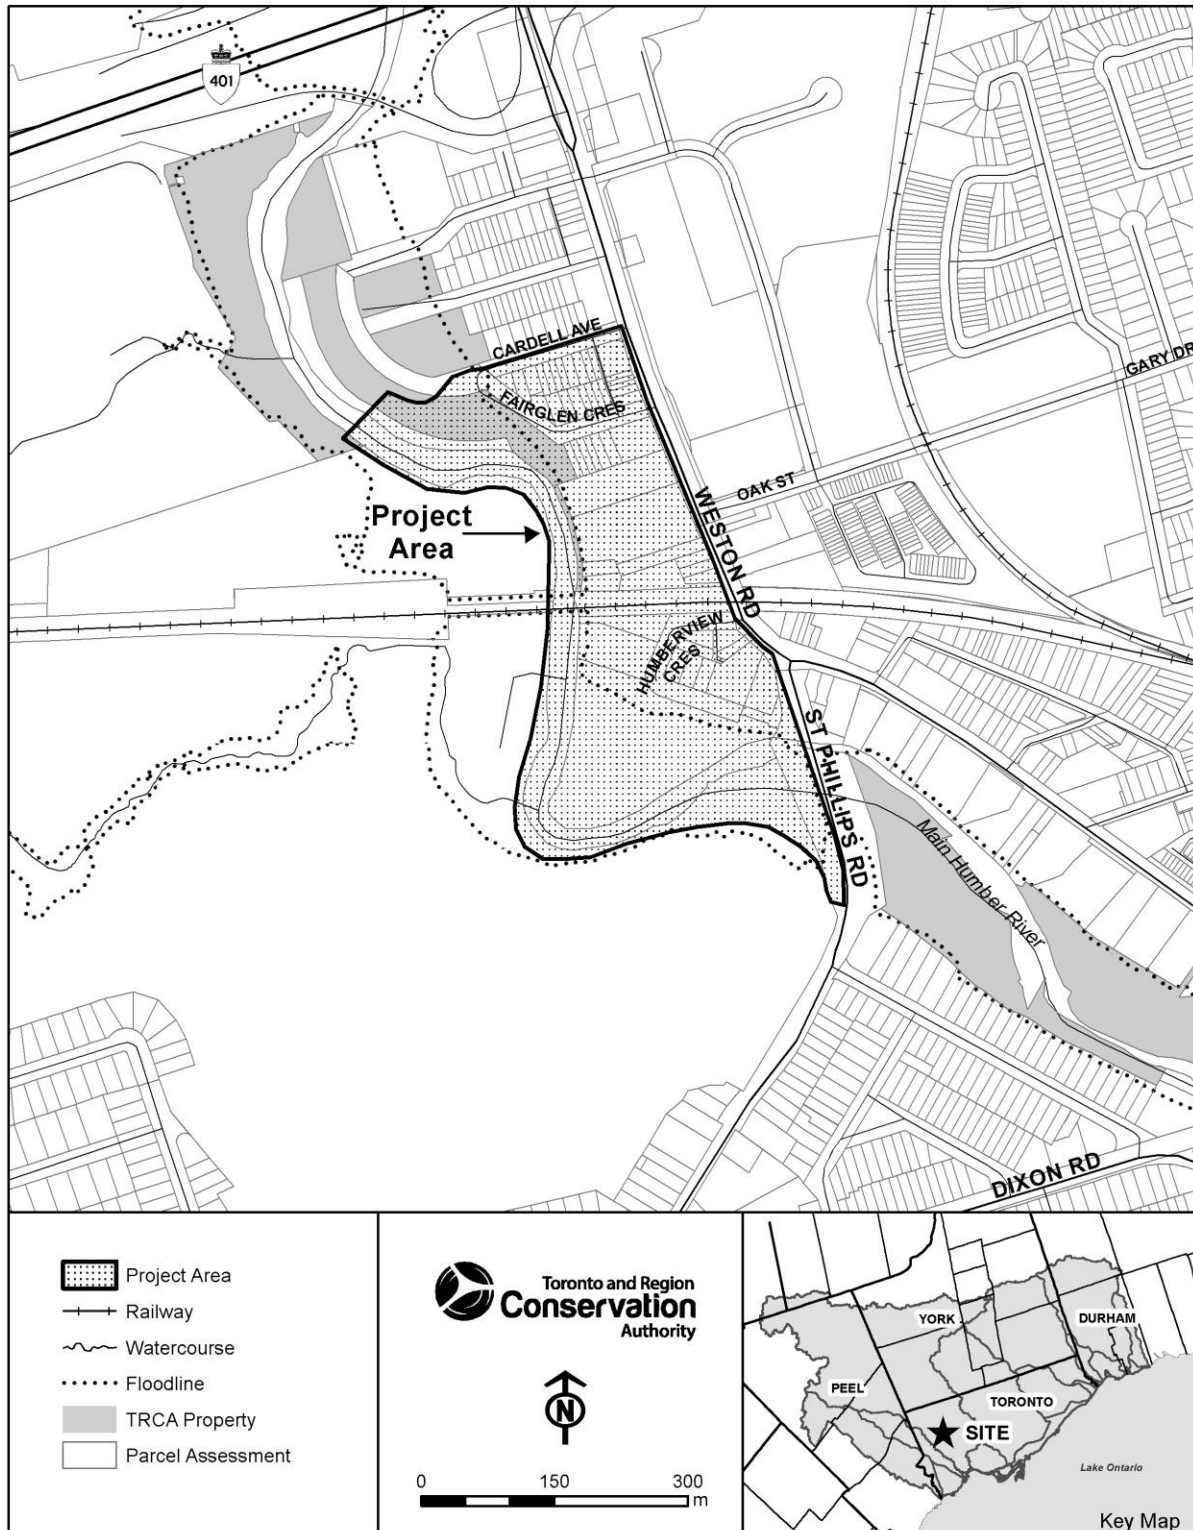 401
CARDELL AVE
FAIRGLEN CRES
GARY DR
OAK ST
WESTON RD
Project
Area
HUMBERVIEW
CRES
ST PHILLIPS RD
Main Humber River
DIXON RD
Project Area
Railway
Watercourse
Floodline
TRCA Property
Parcel Assessment
Toronto and Region
Conservation
Authority
N
0 150 300
m
YORK
DURHAM
PEEL
TORONTO
SITE
Lake Ontario
Key Map